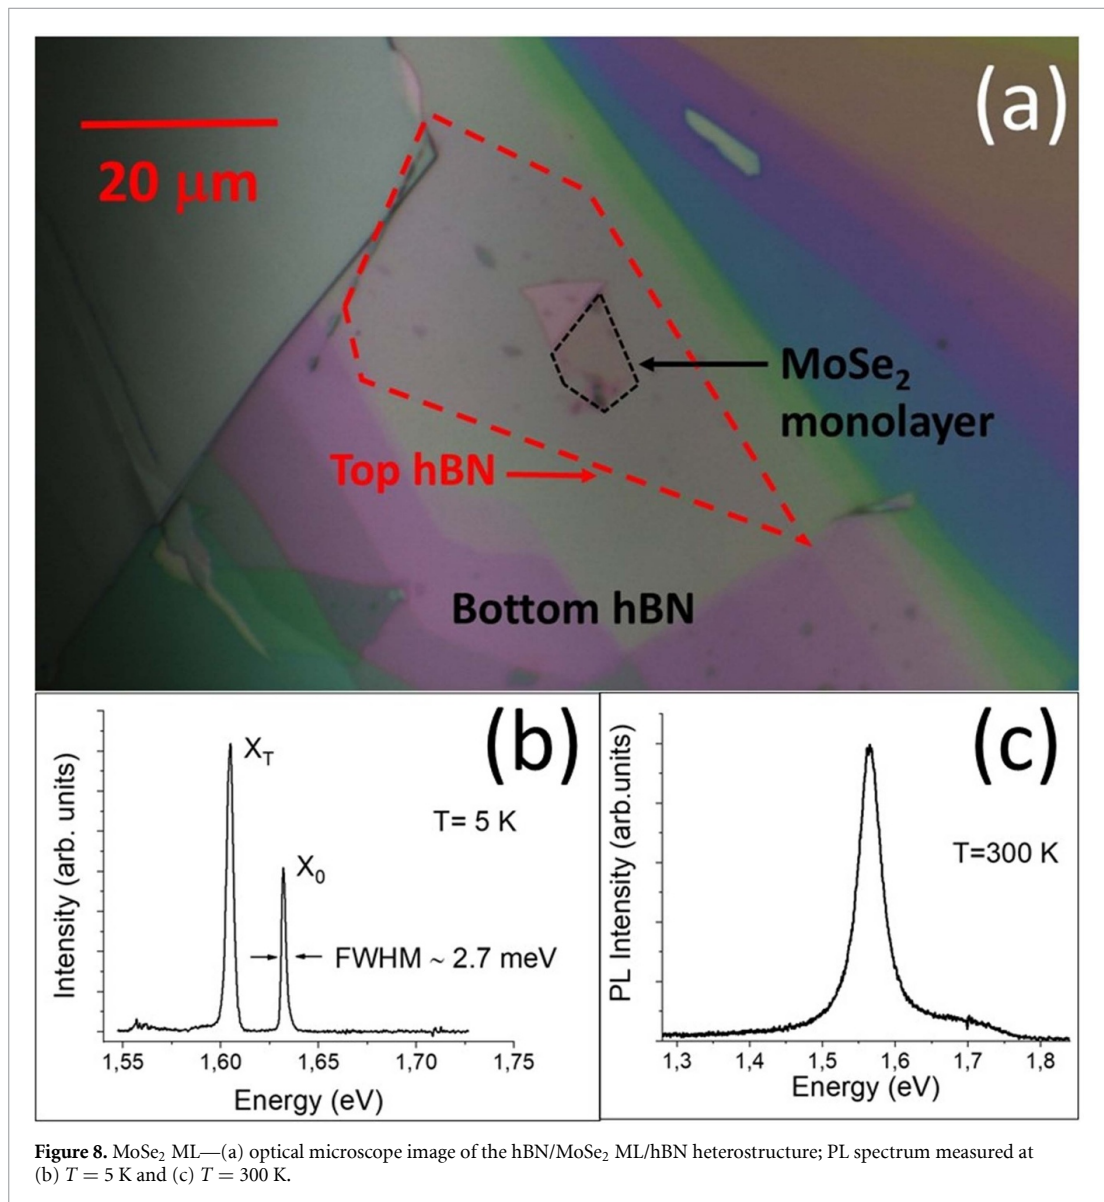 (a)
20 μm
MoSe₂
monolayer
Top hBN
Bottom hBN
(b)
X_T
T= 5 K
X₀
FWHM ~ 2.7 meV
Intensity (arb. units)
1,55 1,60 1,65 1,70 1,75
Energy (eV)
(c)
T=300 K
PL Intensity (arb.units)
1,3 1,4 1,5 1,6 1,7 1,8
Energy (eV)
Figure 8. MoSe₂ ML—(a) optical microscope image of the hBN/MoSe₂ ML/hBN heterostructure; PL spectrum measured at
(b) T = 5 K and (c) T = 300 K.